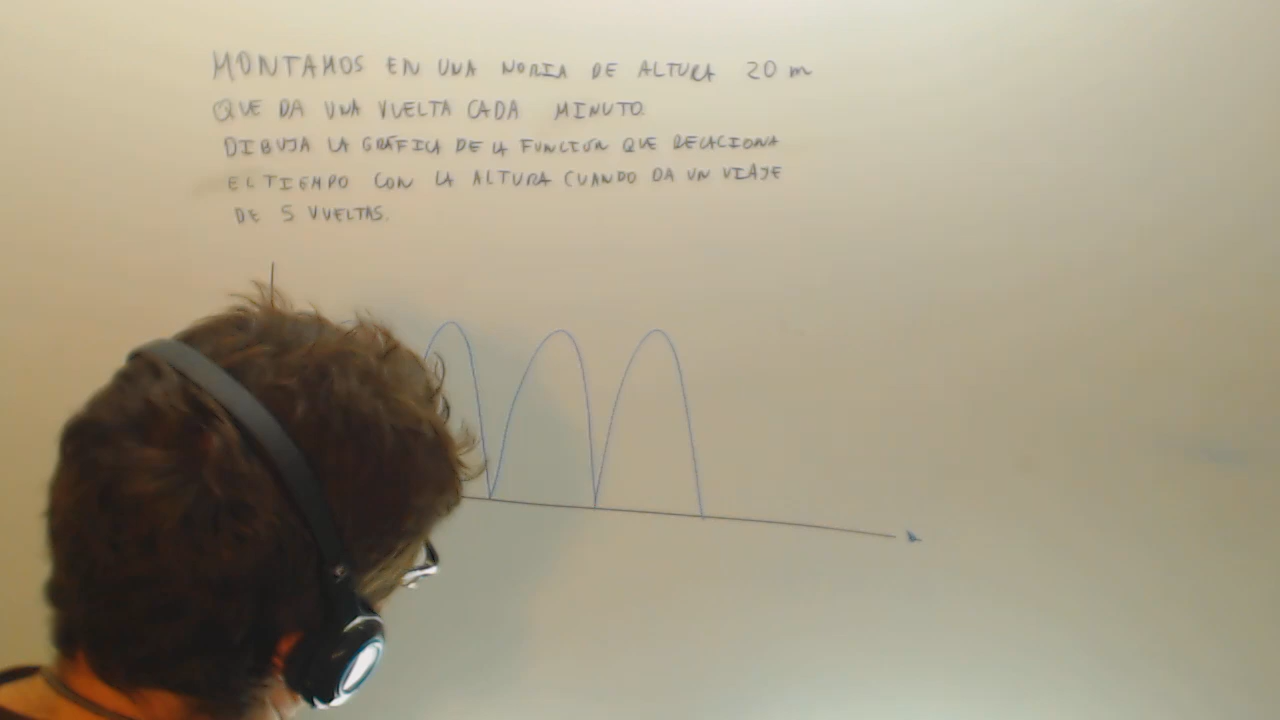 MONTAMOS EN UNA NORIA DE ALTURA 20 m
QUE DA UNA VUELTA CADA MINUTO.
DIBUJA LA GRÁFICA DE LA FUNCIÓN QUE RELACIONA
EL TIEMPO CON LA ALTURA CUANDO DA UN VIAJE
DE 5 VUELTAS.